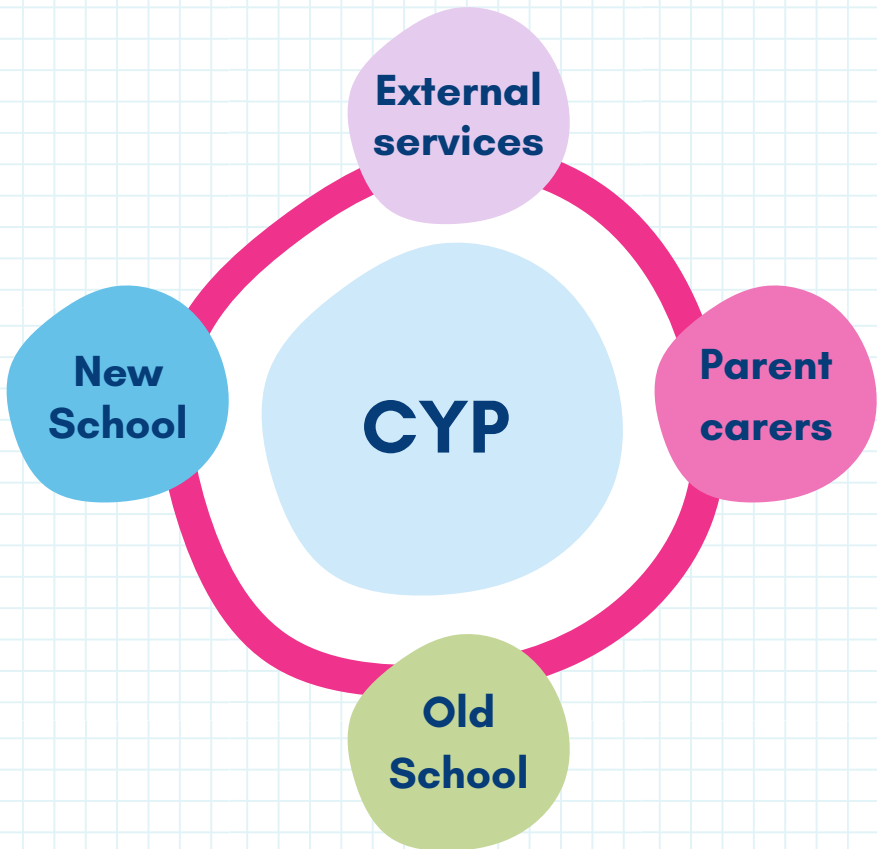 External
services
New
School
CYP
Parent
carers
Old
School